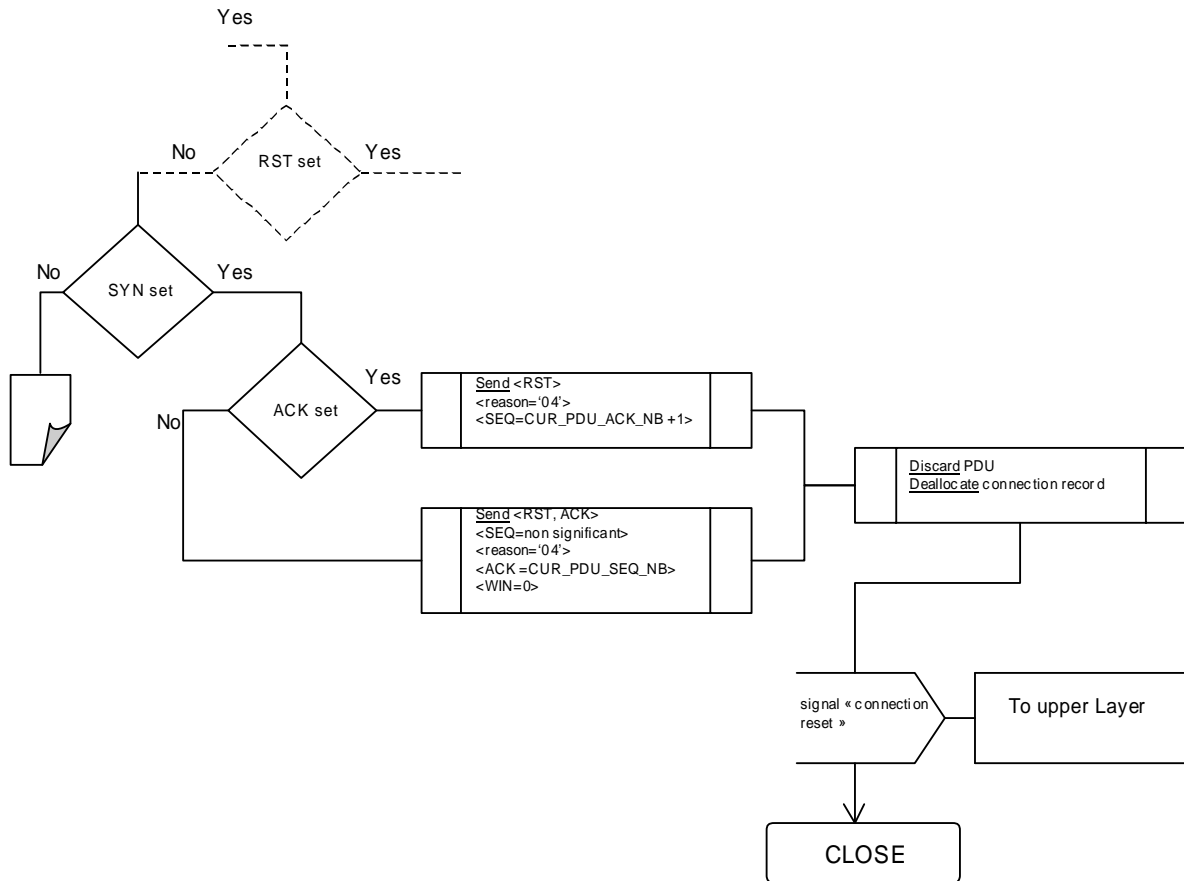 Yes
No
Yes
RST set
No
Yes
SYN set
Yes
No
ACK set
Send <RST>
<reason='04'>
<SEQ=CUR_PDU_ACK_NB +1>
Send <RST, ACK>
<SEQ=non significant>
<reason='04'>
<ACK =CUR_PDU_SEQ_NB>
<WIN=0>
Discard PDU
Deallocate connection record
signal « connection
reset »
To upper Layer
CLOSE